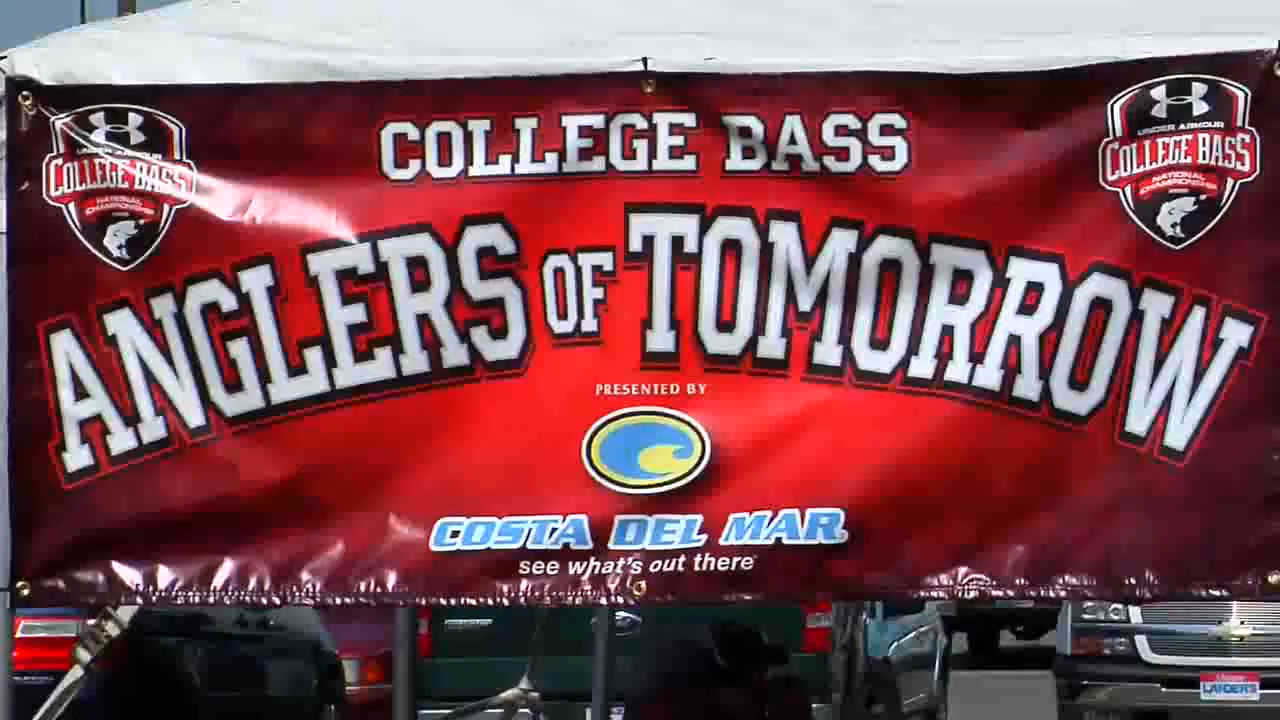 COLLEGE BASS
UNDER ARMOUR
COLLEGE BASS
NATIONAL
CHAMPIONSHIP
UNDER ARMOUR
COLLEGE BASS
NATIONAL
CHAMPIONSHIP
ANGLERS OF TOMORROW
PRESENTED BY
COSTA DEL MAR
see what's out there
LANDERS